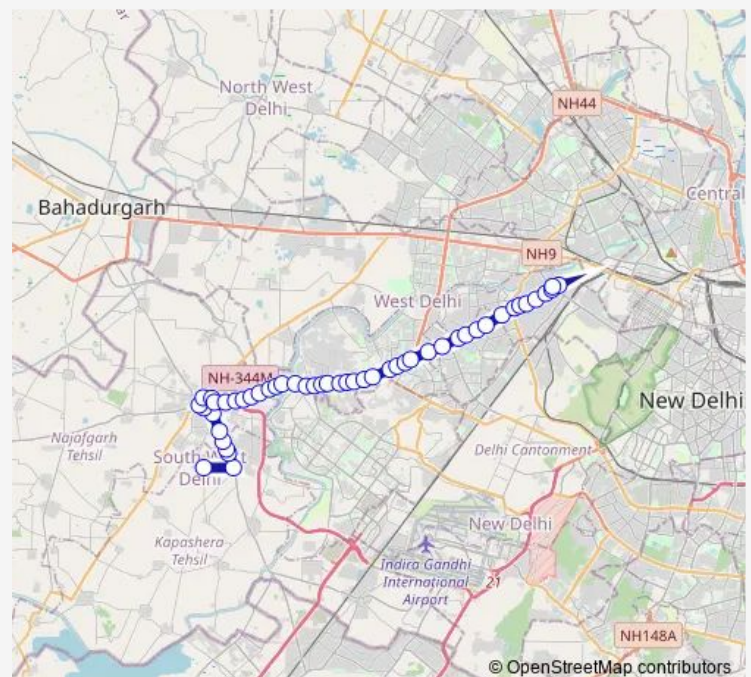 har
North West
Delhi
NH44
Bahadurgarh
Central
NH9
West Delhi
NH-344M
New Delhi
Najafgarh
Tehsil
South West
Delhi
Delhi Cantonment
New Delhi
Kapashera
Tehsil
Indira Gandhi
International
Airport
21
NH148A
© OpenStreetMap contributors